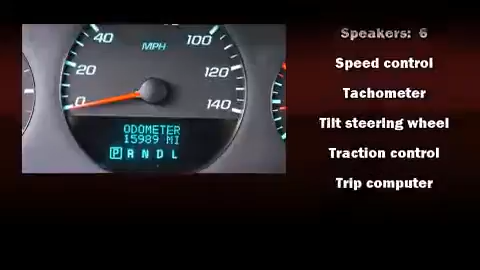 40
100
MPH
20
120
0
140
ODOMETER
15989 MI
P R N D L
Speakers: 6
Speed control
Tachometer
Tilt steering wheel
Traction control
Trip computer